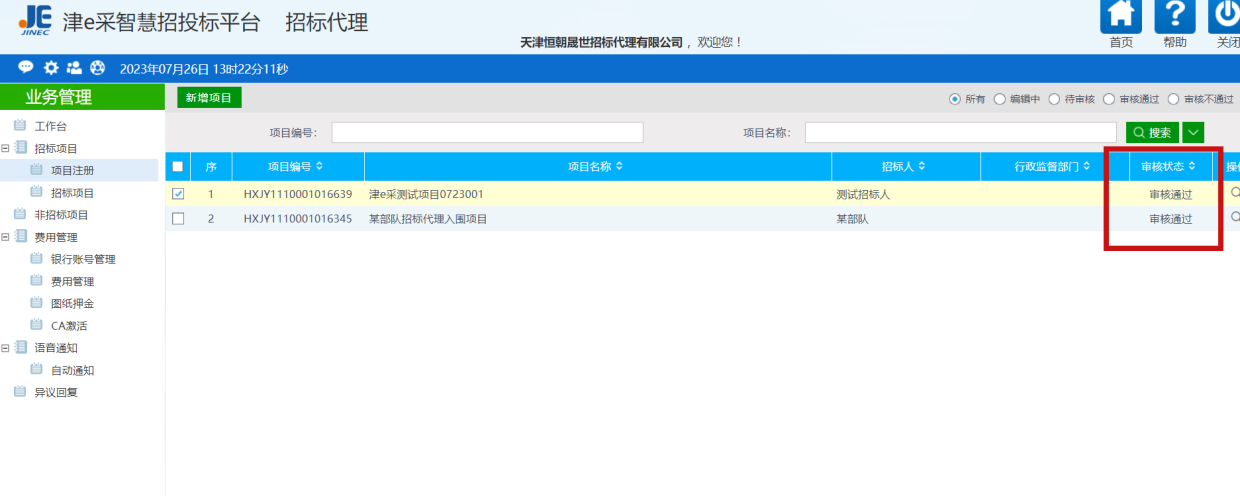 JE
JINEC
津e采智慧招投标平台 招标代理
天津恒朝晟世招标代理有限公司，欢迎您！
首页 帮助 关闭
2023年07月26日 13时22分11秒
业务管理
工作台
招标项目
项目注册
招标项目
非招标项目
费用管理
银行账号管理
费用管理
图纸押金
CA激活
语音通知
自动通知
异议回复
新增项目
所有 编辑中 待审核 审核通过 审核不通过
项目编号： 项目名称： 搜索
序 项目编号 项目名称 招标人 行政监督部门 审核状态
1 HXJY1110001016639 津e采测试项目0723001 测试招标人 审核通过
2 HXJY1110001016345 某部队招标代理入围项目 某部队 审核通过